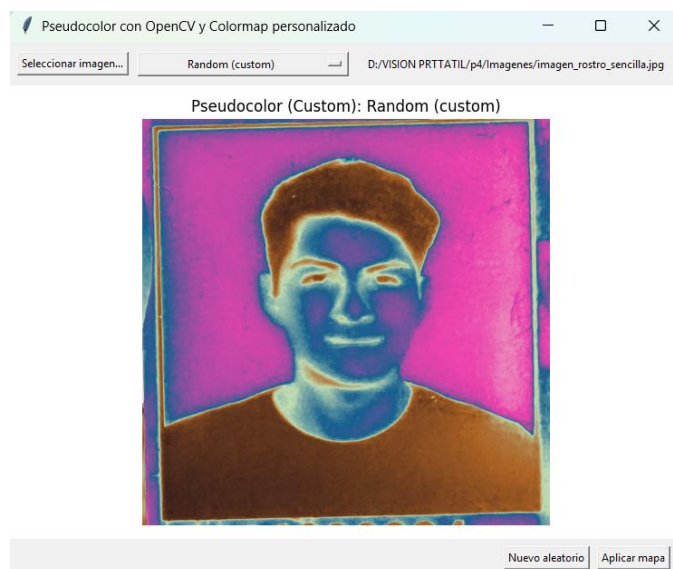 Pseudocolor con OpenCV y Colormap personalizado
Seleccionar imagen... Random (custom) D:/VISION PRTTATIL/p4/Imagenes/imagen_rostro_sencilla.jpg
Pseudocolor (Custom): Random (custom)
Nuevo aleatorio Aplicar mapa